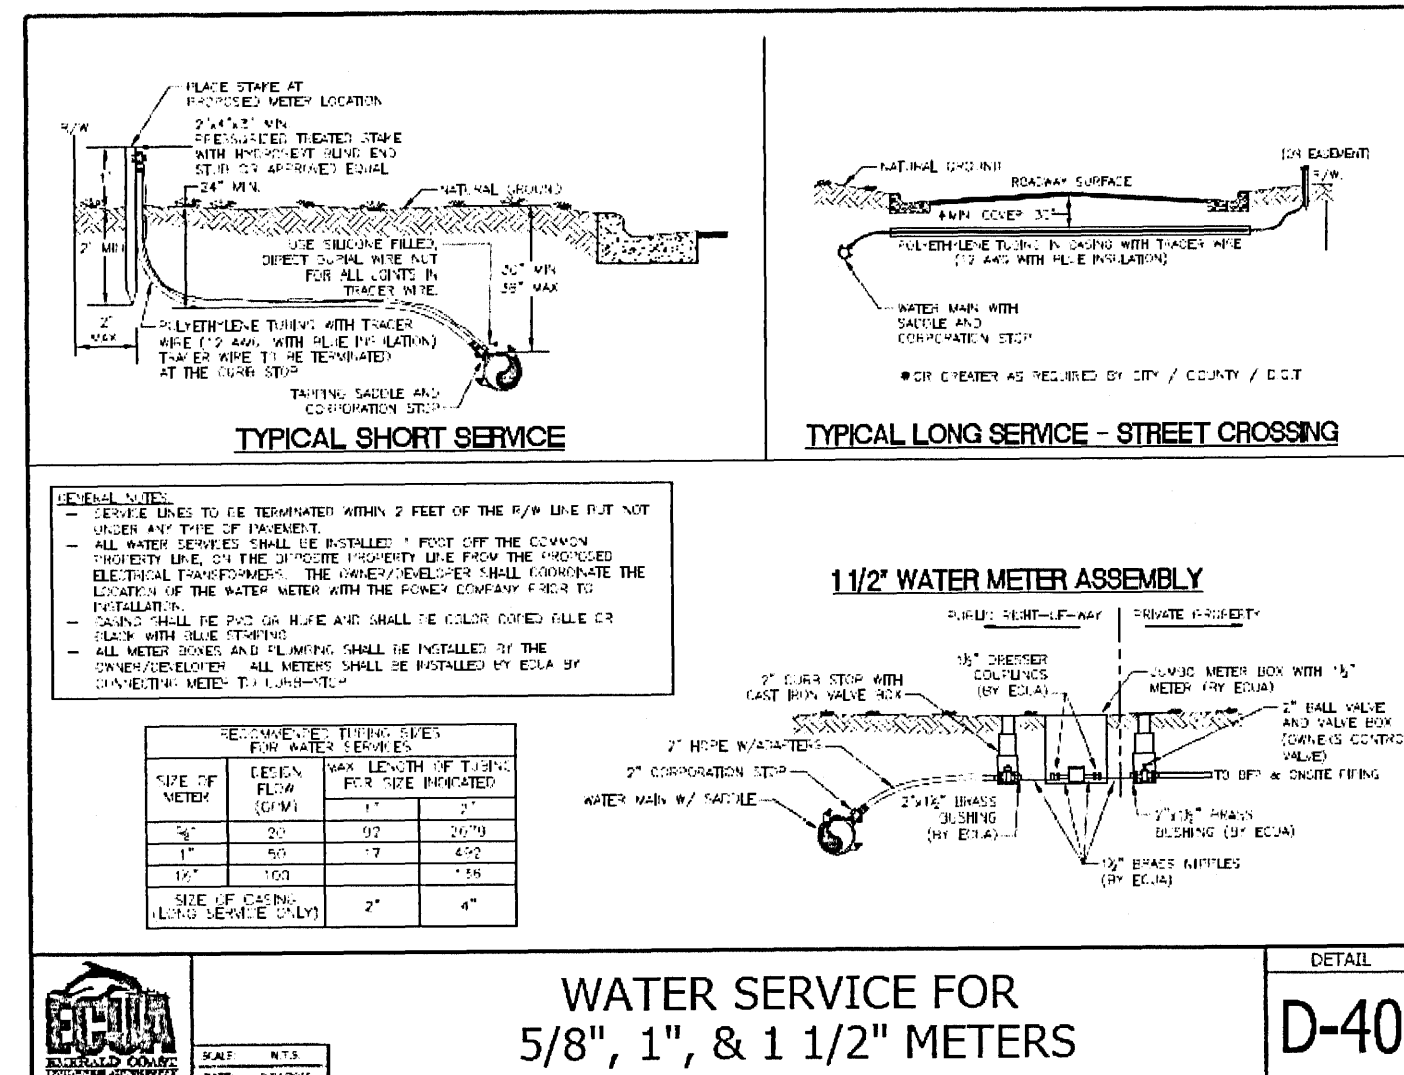 PLACE STAKE AT
PROPOSED METER LOCATION
R/W
2"x4"x3' MIN
PRESSURIZED TREATED STAKE
WITH HYDROSEYT BLIND END
STUB OR APPROVED EQUAL
24" MIN.
NATURAL GROUND
2' MIN
USE SILICONE FILLED,
DIRECT BURIAL WIRE NUT
FOR ALL JOINTS IN
TRACER WIRE.
30" MIN
36" MAX
2'
MAX
POLYETHYLENE TUBING WITH TRACER
WIRE (12 AWG WITH BLUE INSULATION)
TRACER WIRE TO BE TERMINATED
AT THE CURB STOP
TAPPING SADDLE AND
CORPORATION STOP
TYPICAL SHORT SERVICE
NATURAL GROUND
ROADWAY SURFACE
(OR EASEMENT)
R/W.
MIN COVER
POLYETHYLENE TUBING IN CASING WITH TRACER WIRE
(12 AWG WITH BLUE INSULATION)
WATER MAIN WITH
SADDLE AND
CORPORATION STOP
* OR GREATER AS REQUIRED BY CITY / COUNTY / D.O.T
TYPICAL LONG SERVICE - STREET CROSSING
GENERAL NOTES:
— SERVICE LINES TO BE TERMINATED WITHIN 2 FEET OF THE R/W LINE BUT NOT
UNDER ANY TYPE OF PAVEMENT.
— ALL WATER SERVICES SHALL BE INSTALLED 1 FOOT OFF THE COMMON
PROPERTY LINE, ON THE OPPOSITE PROPERTY LINE FROM THE PROPOSED
ELECTRICAL TRANSFORMERS. THE OWNER/DEVELOPER SHALL COORDINATE THE
LOCATION OF THE WATER METER WITH THE POWER COMPANY PRIOR TO
INSTALLATION.
— CASING SHALL BE PVC OR HDPE AND SHALL BE COLOR CODED BLUE OR
BLACK WITH BLUE STRIPING
— ALL METER BOXES AND PLUMBING SHALL BE INSTALLED BY THE
OWNER/DEVELOPER ALL METERS SHALL BE INSTALLED BY ECUA BY
CONNECTING METER TO CURB-STOP
RECOMMENDED TUBING SIZES
FOR WATER SERVICES
SIZE OF METER
DESIGN FLOW (GPM)
MAX LENGTH OF TUBING FOR SIZE INDICATED
1" 2"
5/8" 20 92
1" 50 17 492
1½" 100 156
SIZE OF CASING (LONG SERVICE ONLY) 2" 4"
1 1/2" WATER METER ASSEMBLY
PUBLIC RIGHT-OF-WAY
PRIVATE PROPERTY
1½" DRESSER
COUPLINGS
(BY ECUA)
2" CURB STOP WITH
CAST IRON VALVE BOX
JUMBO METER BOX WITH 1½"
METER (BY ECUA)
2" BALL VALVE
AND VALVE BOX
(OWNERS CONTRO
VALVE)
2" HDPE W/ADAPTERS
2" CORPORATION STOP
WATER MAIN W/ SADDLE
TO BFP & ONSITE PIPING
2"x1½" BRASS
BUSHING
(BY ECUA)
2"x1½" BRASS
BUSHING (BY ECUA)
1½" BRASS NIPPLES
(BY ECUA)
ECUA
EMERALD COAST
SCALE: N.T.S.
WATER SERVICE FOR
5/8", 1", & 1 1/2" METERS
DETAIL
D-40